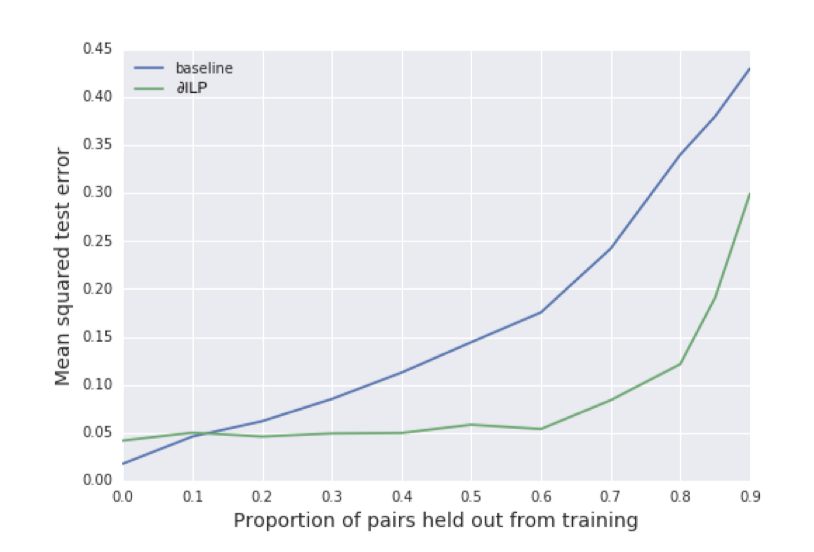 0.45
0.40
0.35
0.30
0.25
0.20
0.15
0.10
0.05
0.00
Mean squared test error
baseline
∂ILP
0.0 0.1 0.2 0.3 0.4 0.5 0.6 0.7 0.8 0.9
Proportion of pairs held out from training